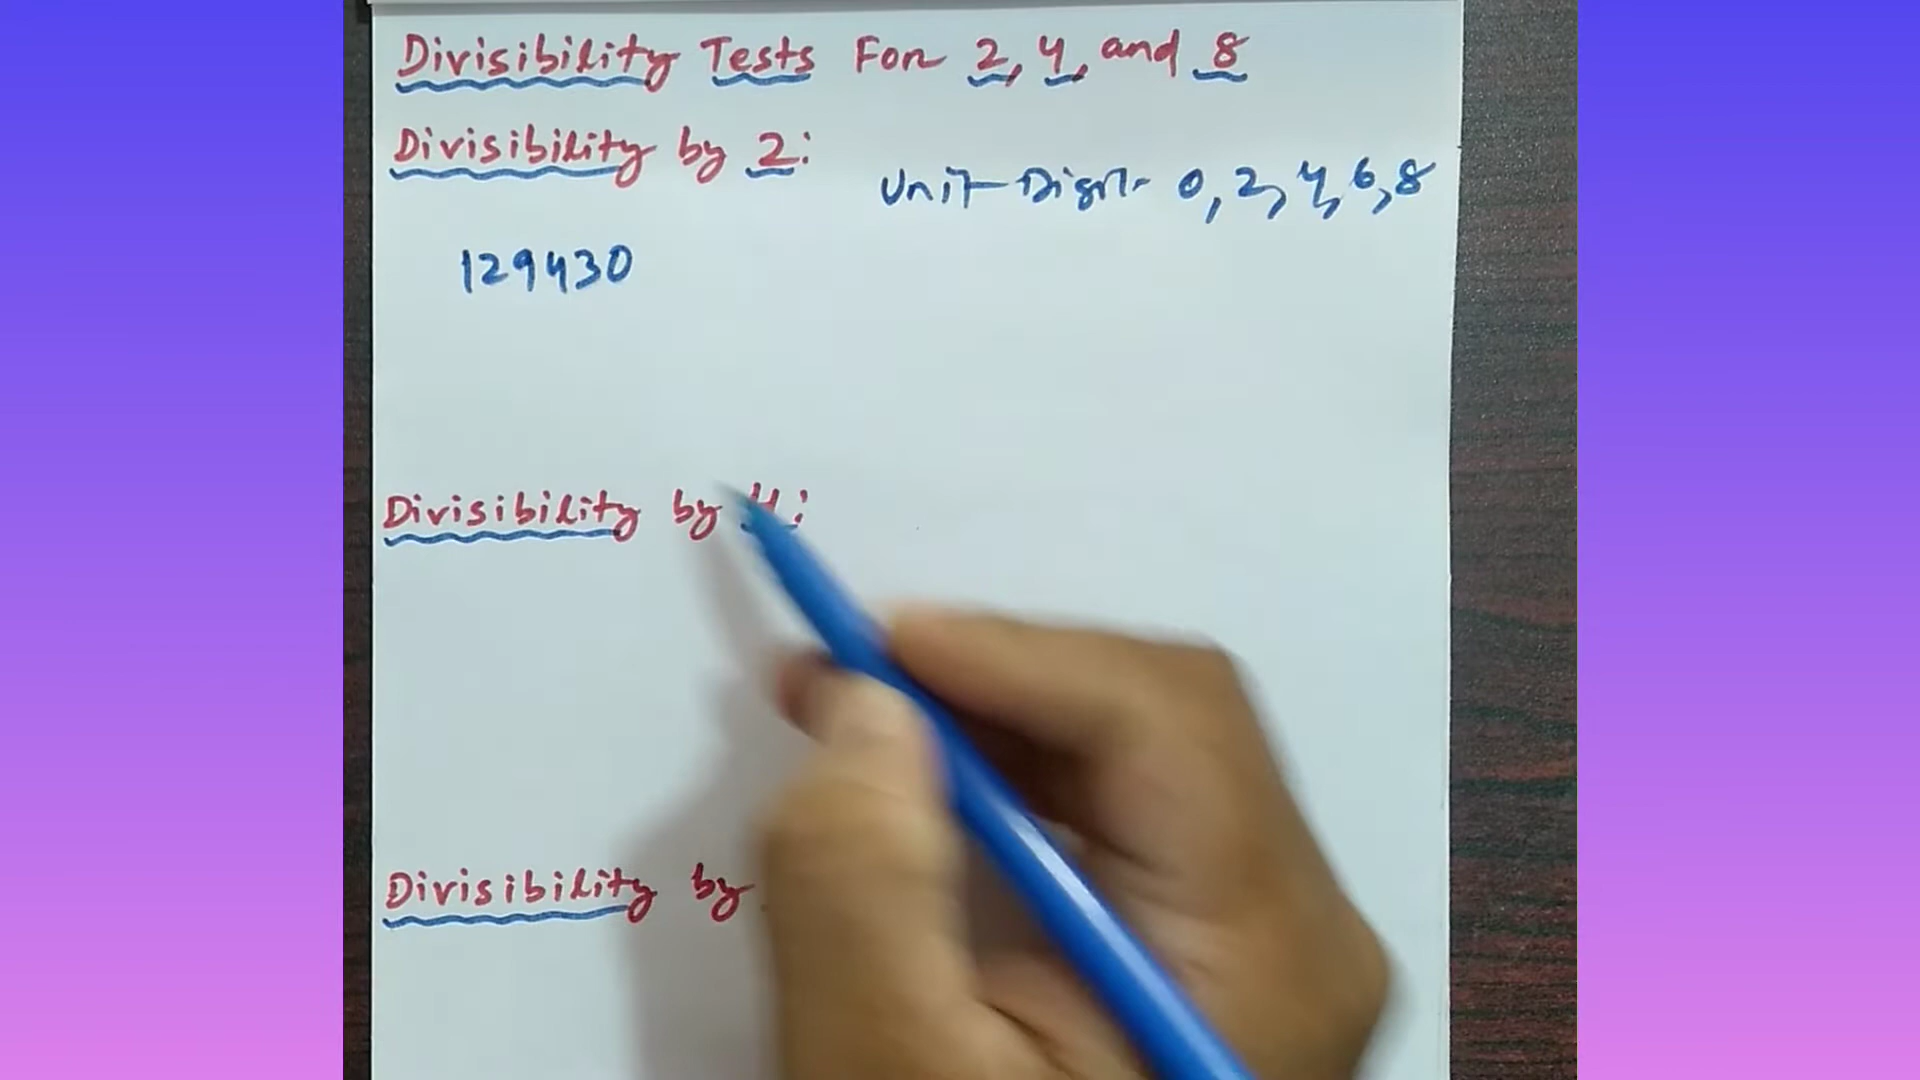 Divisibility Tests For 2, 4, and 8
Divisibility by 2:
Unit Digit - 0, 2, 4, 6, 8
129430
Divisibility by 4:
Divisibility by